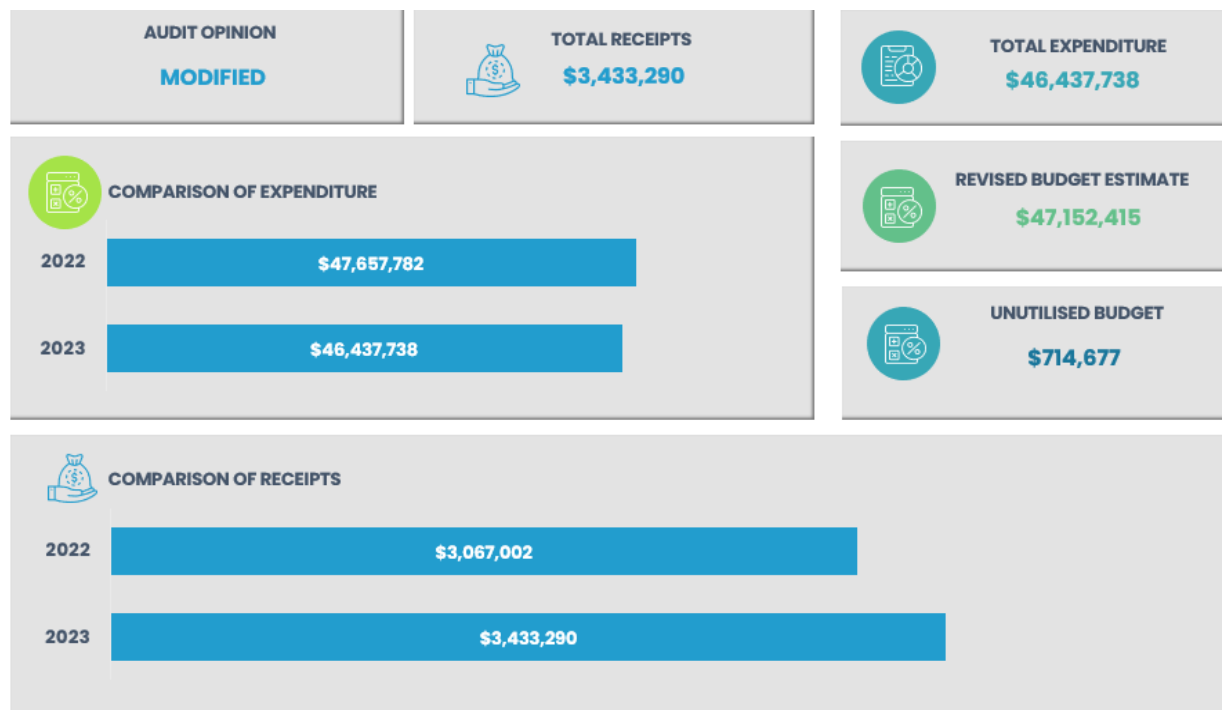 AUDIT OPINION
MODIFIED
TOTAL RECEIPTS
$3,433,290
TOTAL EXPENDITURE
$46,437,738
COMPARISON OF EXPENDITURE
2022
$47,657,782
2023
$46,437,738
REVISED BUDGET ESTIMATE
$47,152,415
UNUTILISED BUDGET
$714,677
COMPARISON OF RECEIPTS
2022
$3,067,002
2023
$3,433,290